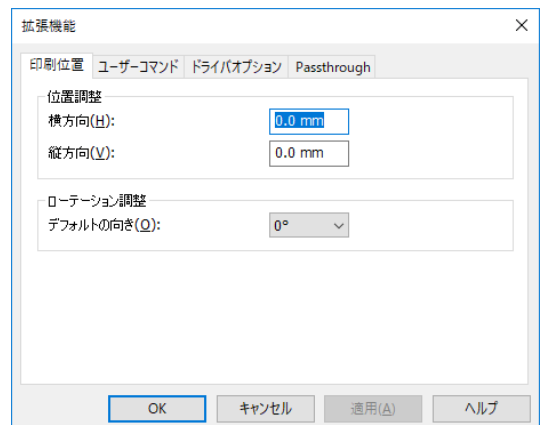 拡張機能
印刷位置 ユーザーコマンド ドライバオプション Passthrough
位置調整
横方向(H): 0.0 mm
縦方向(V): 0.0 mm
ローテーション調整
デフォルトの向き(O): 0°
OK キャンセル 適用(A) ヘルプ